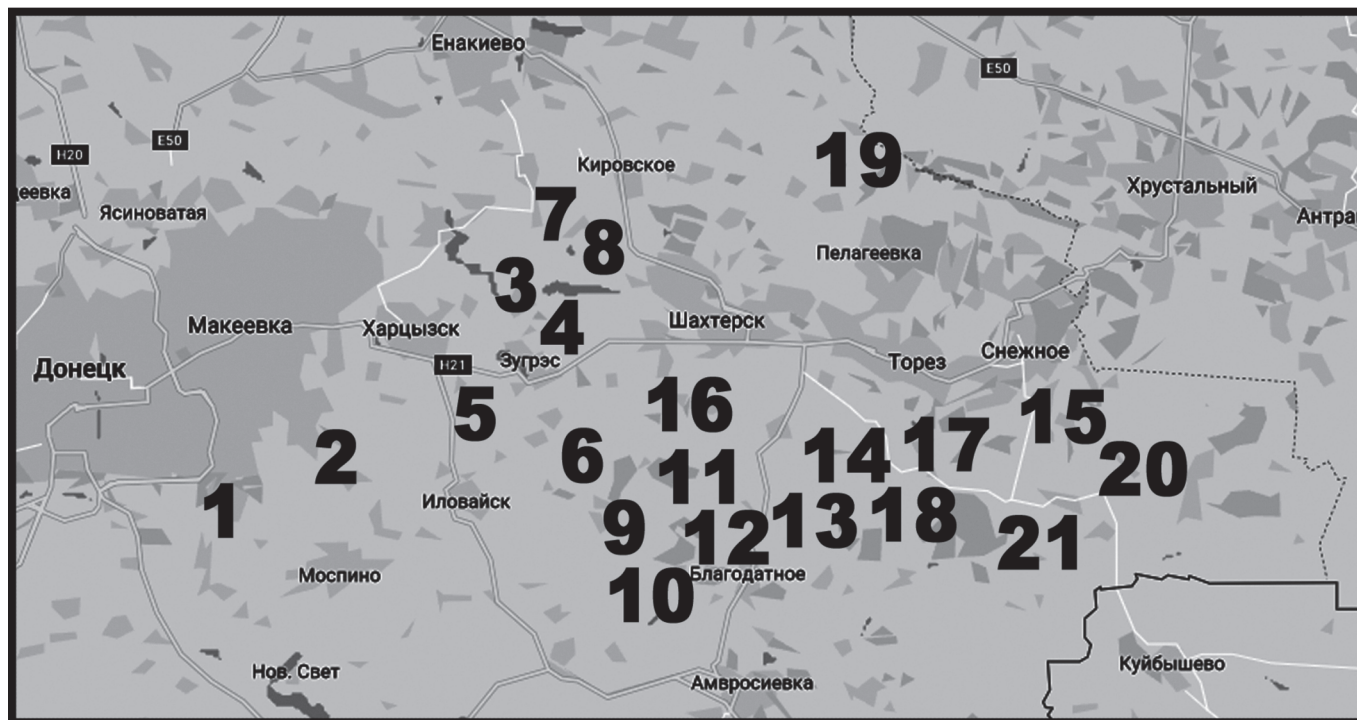 Енакиево
E50
E50
H20
19
Кировское
Хрустальный
деевка
Ясиноватая
7
Антра
8
Пелагеевка
3
4
Макеевка
Харцызск
Шахтерск
Донецк
H21
Зугрэс
Торез
Снежное
5
16
15
2
6
11
14
17
20
1
Иловайск
9
12
13
18
21
Моспино
10
Благодатное
Нов. Свет
Амвросиевка
Куйбышево